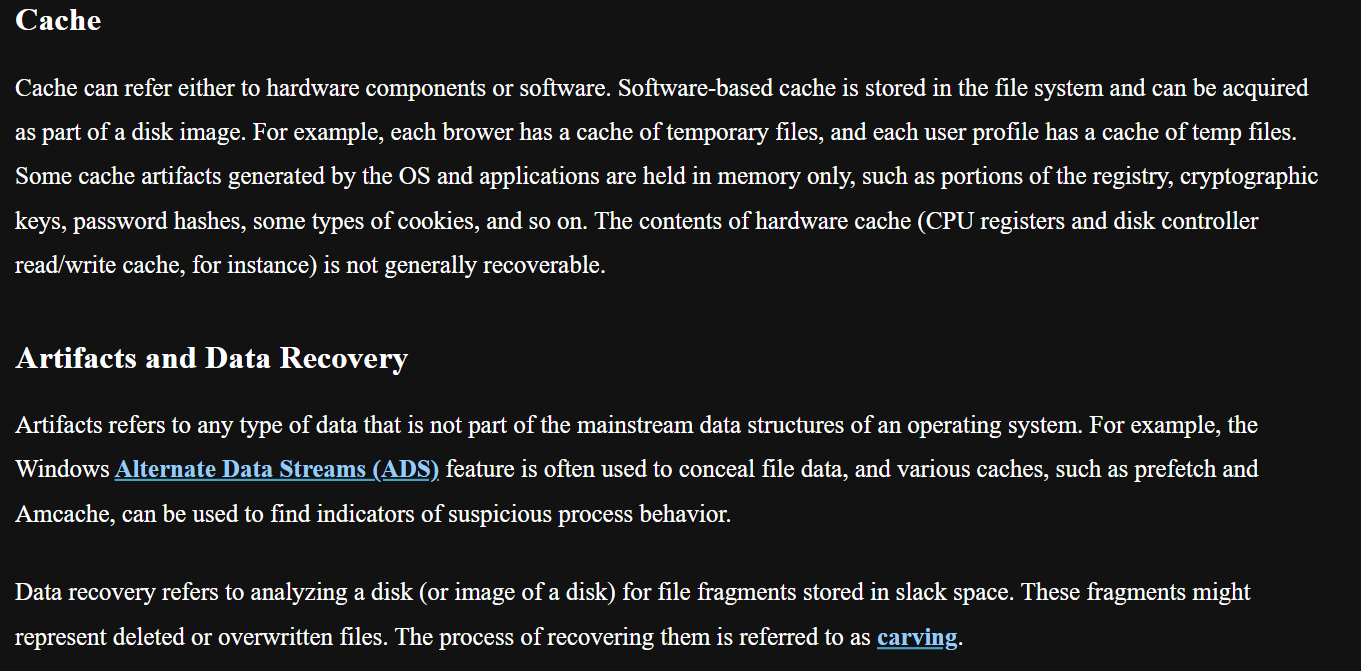 Cache
Cache can refer either to hardware components or software. Software-based cache is stored in the file system and can be acquired
as part of a disk image. For example, each brower has a cache of temporary files, and each user profile has a cache of temp files.
Some cache artifacts generated by the OS and applications are held in memory only, such as portions of the registry, cryptographic
keys, password hashes, some types of cookies, and so on. The contents of hardware cache (CPU registers and disk controller
read/write cache, for instance) is not generally recoverable.
Artifacts and Data Recovery
Artifacts refers to any type of data that is not part of the mainstream data structures of an operating system. For example, the
Windows Alternate Data Streams (ADS) feature is often used to conceal file data, and various caches, such as prefetch and
Amcache, can be used to find indicators of suspicious process behavior.
Data recovery refers to analyzing a disk (or image of a disk) for file fragments stored in slack space. These fragments might
represent deleted or overwritten files. The process of recovering them is referred to as carving.